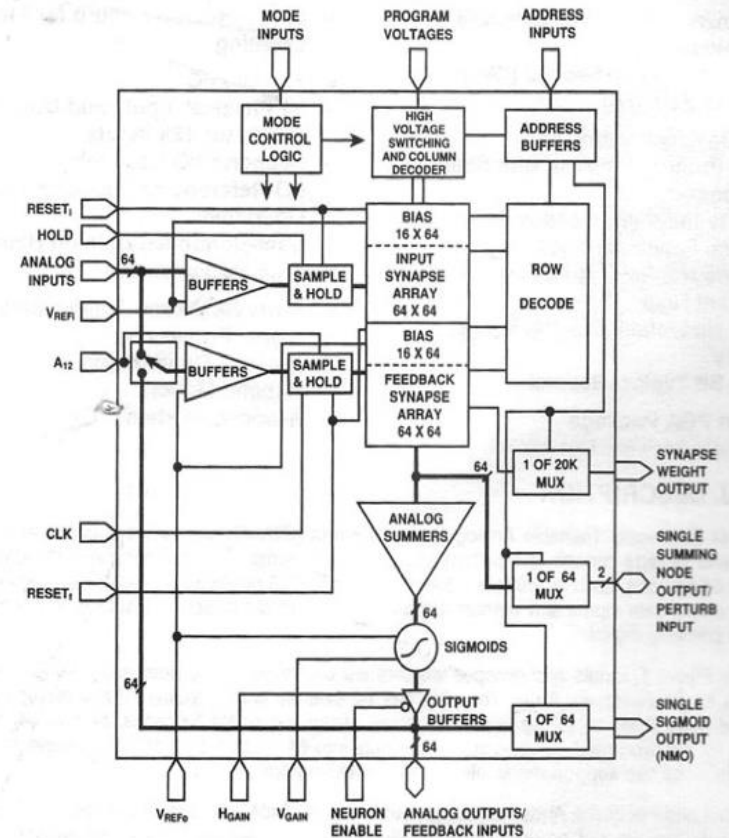 MODE
INPUTS
PROGRAM
VOLTAGES
ADDRESS
INPUTS
MODE
CONTROL
LOGIC
HIGH
VOLTAGE
SWITCHING
AND COLUMN
DECODER
ADDRESS
BUFFERS
RESETI
HOLD
ANALOG
INPUTS
64
VREFi
A12
BUFFERS
SAMPLE
& HOLD
BUFFERS
SAMPLE
& HOLD
BIAS
16 X 64
INPUT
SYNAPSE
ARRAY
64 X 64
BIAS
16 X 64
FEEDBACK
SYNAPSE
ARRAY
64 X 64
ROW
DECODE
1 OF 20K
MUX
SYNAPSE
WEIGHT
OUTPUT
64
ANALOG
SUMMERS
CLK
RESETf
1 OF 64
MUX
2
SINGLE
SUMMING
NODE
OUTPUT/
PERTURB
INPUT
64
SIGMOIDS
64
OUTPUT
BUFFERS
64
1 OF 64
MUX
SINGLE
SIGMOID
OUTPUT
(NMO)
VREFo
HGAIN
VGAIN
NEURON
ENABLE
ANALOG OUTPUTS/
FEEDBACK INPUTS